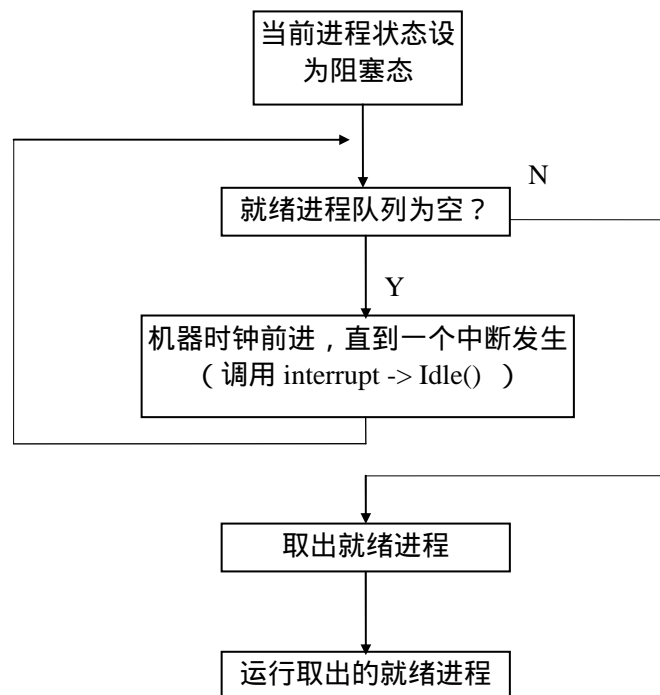 当前进程状态设
为阻塞态
N
就绪进程队列为空？
Y
机器时钟前进，直到一个中断发生
（调用 interrupt -> Idle() ）
取出就绪进程
运行取出的就绪进程